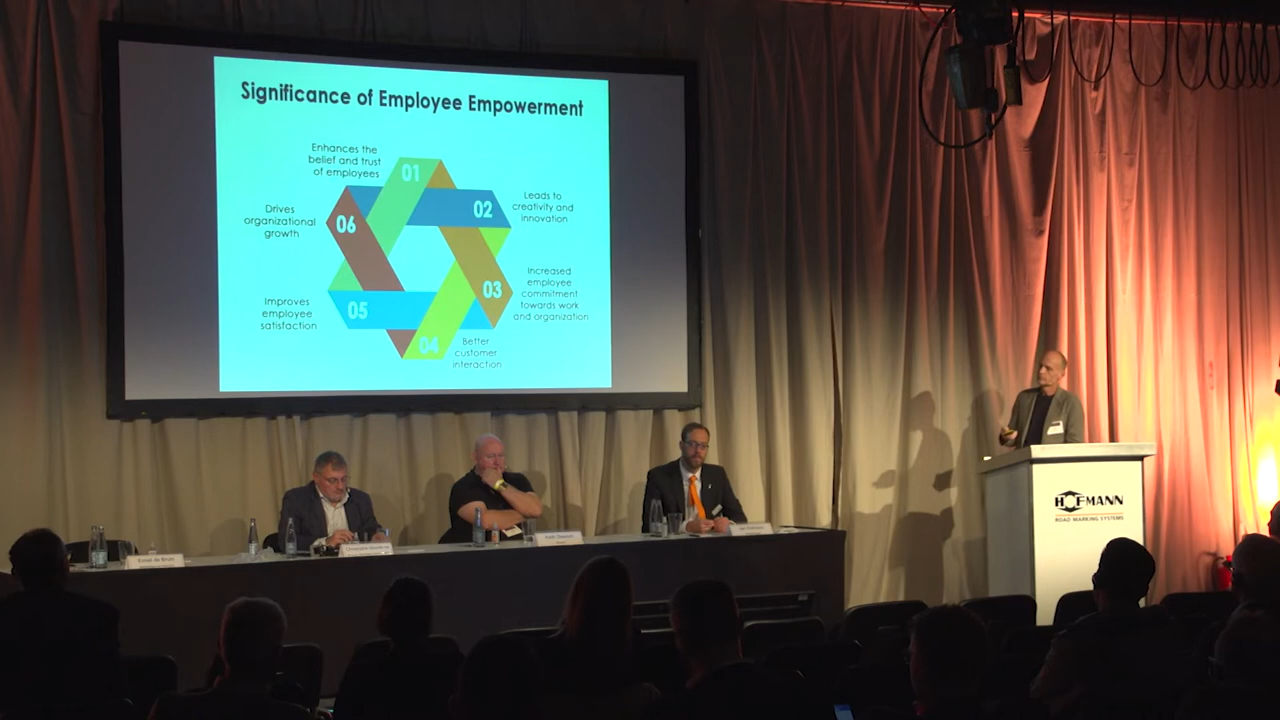 Significance of Employee Empowerment
Enhances the
belief and trust
of employees
01
Leads to
creativity and
innovation
02
Increased
employee
commitment
towards work
and organization
03
Better
customer
interaction
04
Improves
employee
satisfaction
05
Drives
organizational
growth
06
HOFMANN
ROAD MARKING SYSTEMS